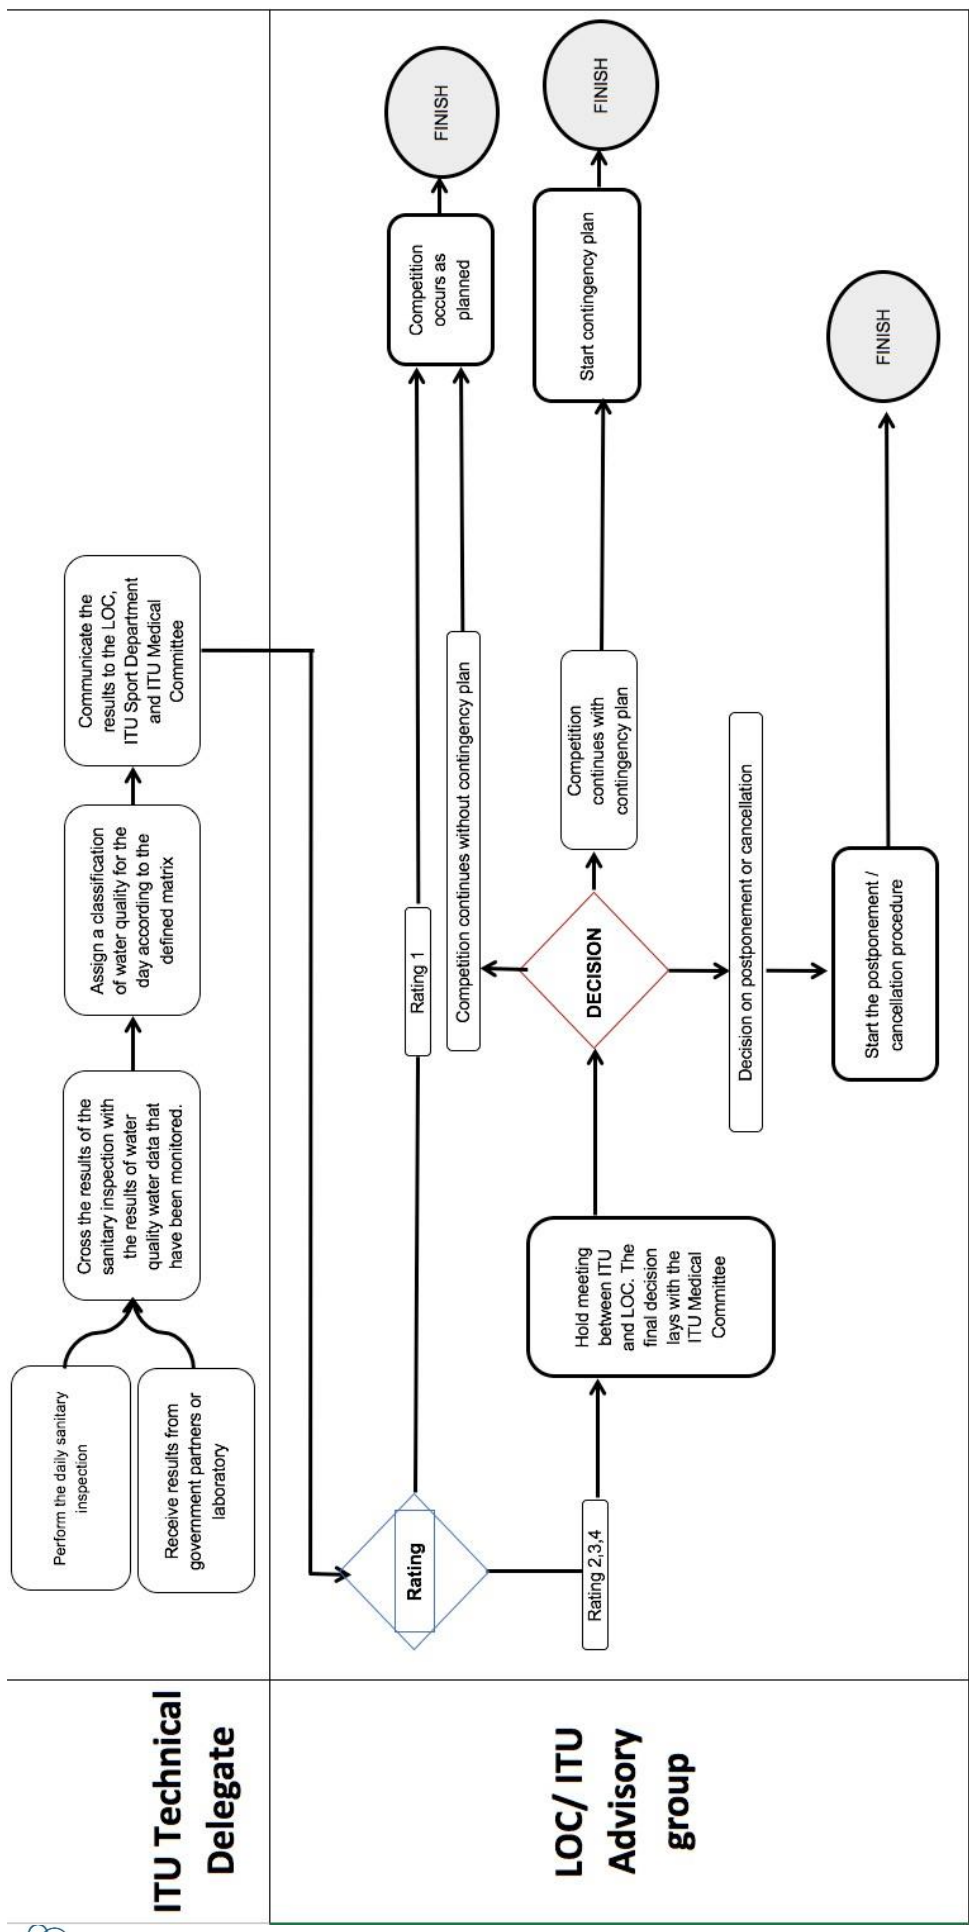 ITU Technical
Delegate
Perform the daily sanitary
inspection
Receive results from
government partners or
laboratory
Cross the results of the
sanitary inspection with
the results of water
quality water data that
have been monitored.
Assign a classification
of water quality for the
day according to the
defined matrix
Communicate the
results to the LOC,
ITU Sport Department
and ITU Medical
Committee
LOC/ ITU
Advisory
group
Rating
Rating 1
Competition
occurs as
planned
FINISH
Competition continues without contingency plan
Rating 2,3,4
Hold meeting
between ITU
and LOC. The
final decision
lays with the
ITU Medical
Committee
DECISION
Competition
continues with
contingency plan
Start contingency plan
FINISH
Decision on postponement or cancellation
Start the postponement /
cancellation procedure
FINISH